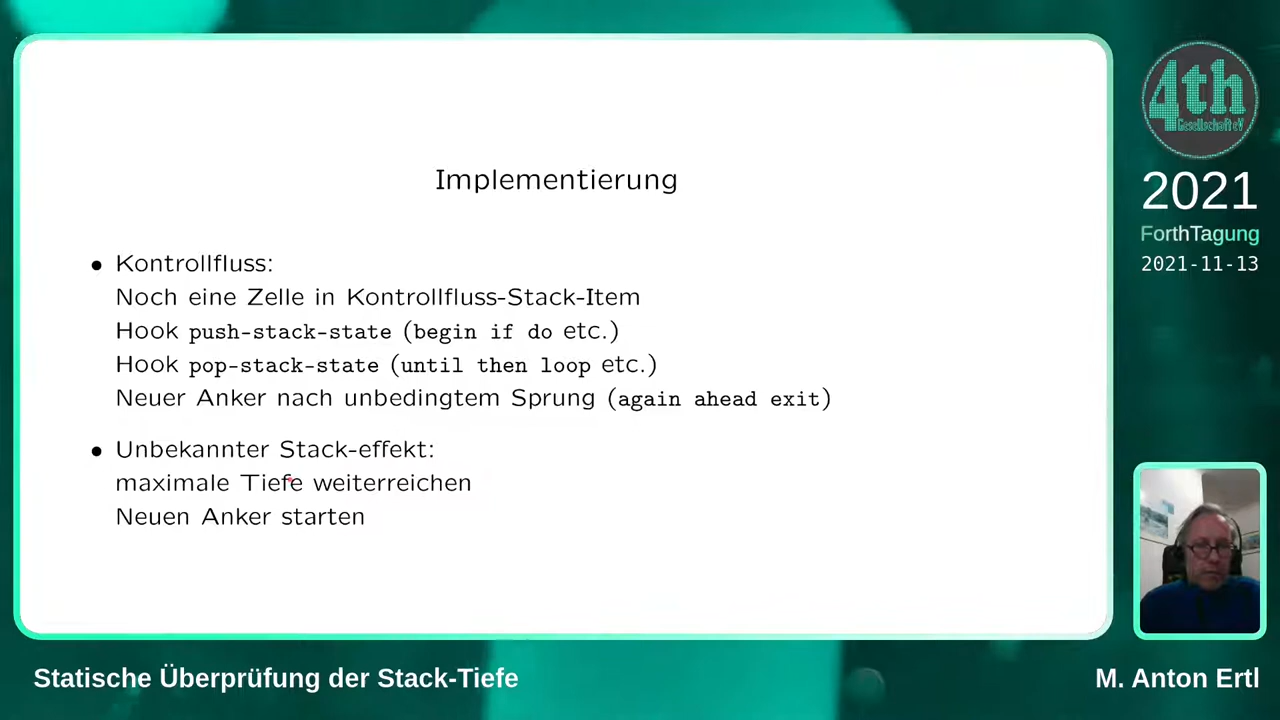 Implementierung
• Kontrollfluss:
Noch eine Zelle in Kontrollfluss-Stack-Item
Hook push-stack-state (begin if do etc.)
Hook pop-stack-state (until then loop etc.)
Neuer Anker nach unbedingtem Sprung (again ahead exit)
• Unbekannter Stack-effekt:
maximale Tiefe weiterreichen
Neuen Anker starten
4th
Gesellschaft eV
2021
ForthTagung
2021-11-13
Statische Überprüfung der Stack-Tiefe
M. Anton Ertl